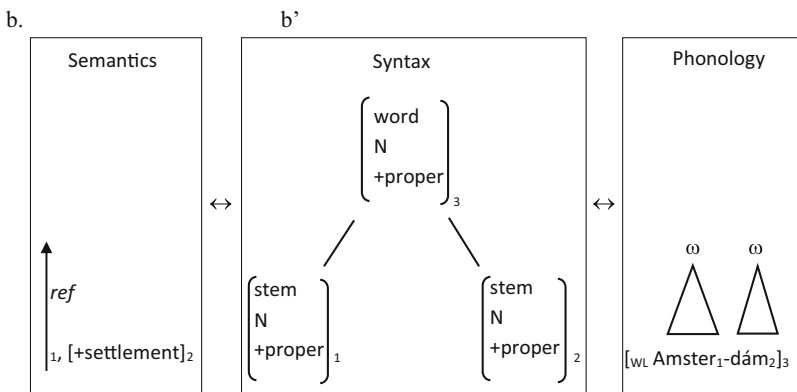 b.
b’
Semantics
Syntax
Phonology
word
N
+proper
3
↔
↔
ω ω
ref
stem
N
+proper
1
stem
N
+proper
2
1, [+settlement]2
[WL Amster1-dám2]3